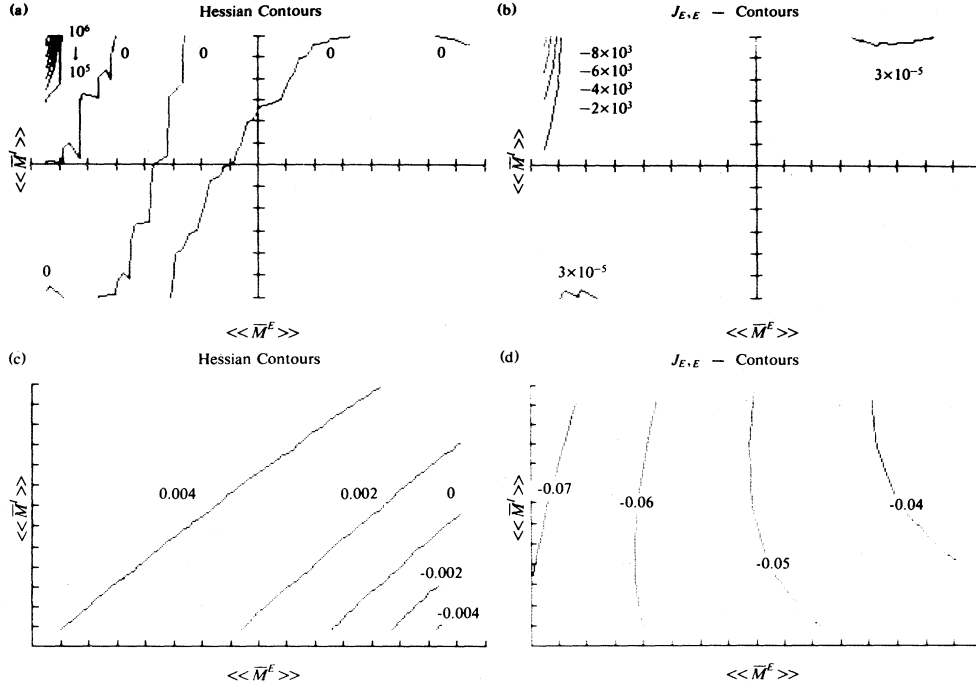 (a)
Hessian Contours
10⁶
↓
10⁵
0
0
0
0
0
<< M̅ᴵ >>
<< M̅ᴱ >>
(b)
J_{E,E} – Contours
−8×10³
−6×10³
−4×10³
−2×10³
3×10⁻⁵
3×10⁻⁵
<< M̅ᴵ >>
<< M̅ᴱ >>
(c)
Hessian Contours
0.004
0.002
0
-0.002
-0.004
<< M̅ᴵ >>
<< M̅ᴱ >>
(d)
J_{E,E} – Contours
-0.07
-0.06
-0.05
-0.04
<< M̅ᴵ >>
<< M̅ᴱ >>